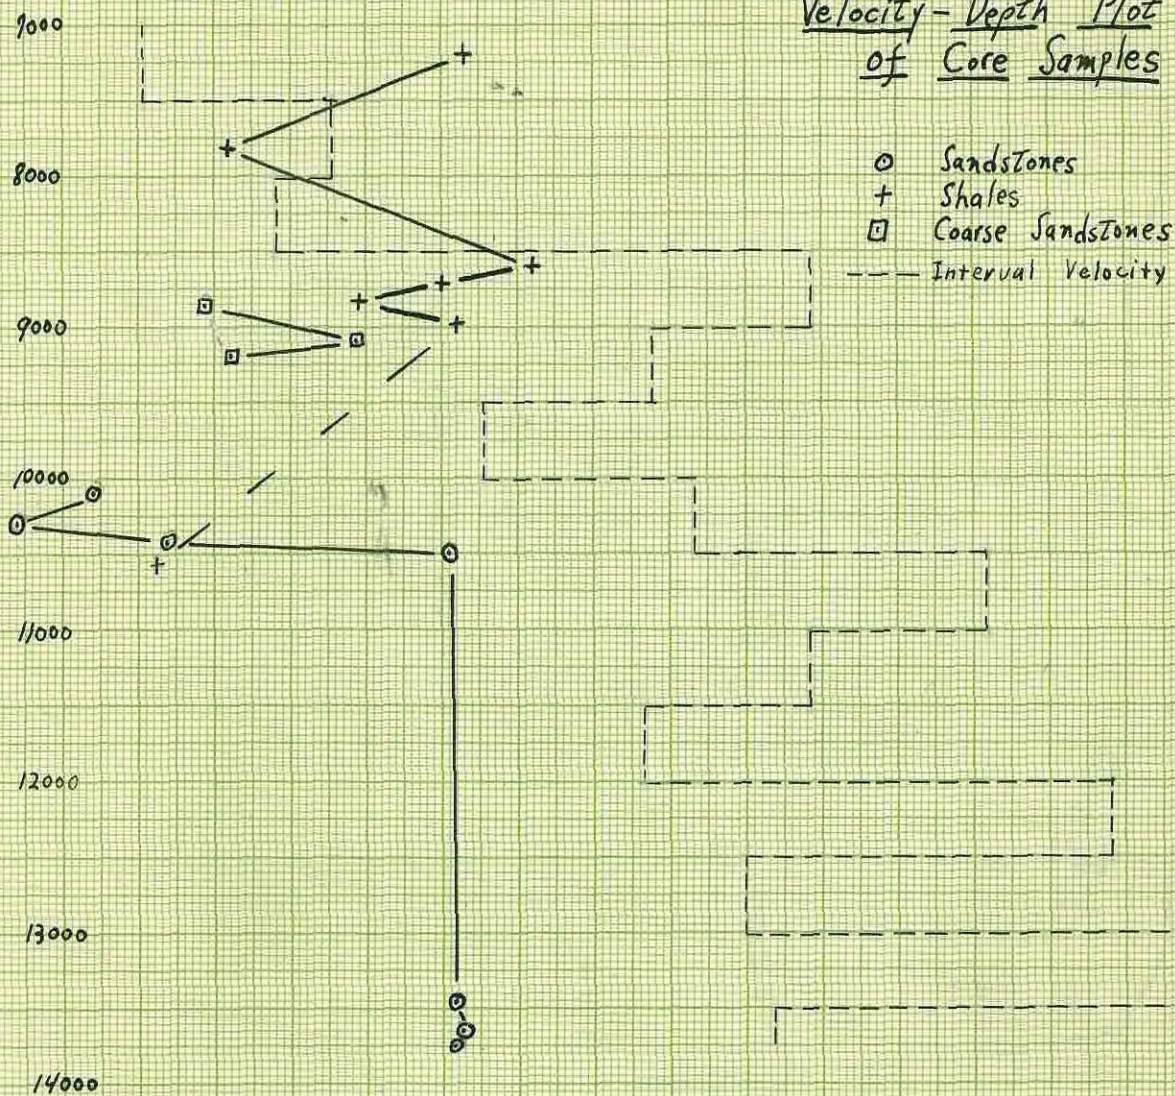 Velocity - Depth Plot
of Core Samples
7000
Sandstones
8000
Shales
Coarse Sandstones
Interval Velocity
9000
10000
11000
12000
13000
14000